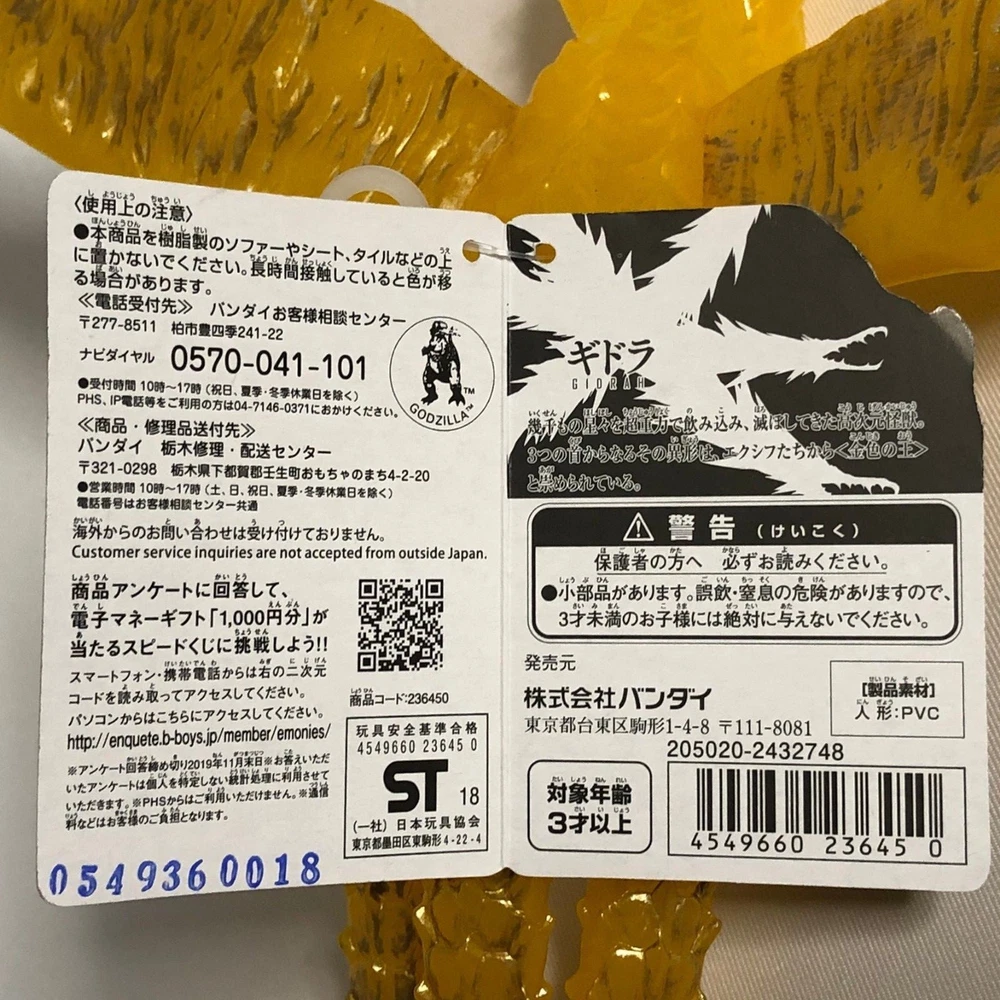 〈使用上の注意〉
●本商品を樹脂製のソファーやシート、タイルなどの上
に置かないでください。長時間接触していると色が移
る場合があります。
≪電話受付先≫ バンダイお客様相談センター
〒277-8511 柏市豊四季241-22
ナビダイヤル 0570-041-101
●受付時間 10時～17時(祝日、夏季・冬季休業日を除く)
PHS、IP電話等をご利用の方は04-7146-0371におかけください。
GODZILLA™
TM
≪商品・修理品送付先≫
バンダイ 栃木修理・配送センター
〒321-0298 栃木県下都賀郡壬生町おもちゃのまち4-2-20
●営業時間 10時～17時(土、日、祝日、夏季・冬季休業日を除く)
電話番号はお客様相談センター共通
海外からのお問い合わせは受け付けておりません。
Customer service inquiries are not accepted from outside Japan.
商品アンケートに回答して、
電子マネーギフト「1,000円分」が
当たるスピードくじに挑戦しよう!!
スマートフォン・携帯電話からは右の二次元
コードを読み取ってアクセスしてください。
パソコンからはこちらにアクセスしてください。
http://enquete.b-boys.jp/member/emonies/
※アンケート回答締め切り2019年11月末日※お答えいただ
いたアンケートは個人を特定しない統計処理に利用させて
いただきます。※PHSからはご利用いただけません。※通信
料などはお客様のご負担となります。
商品コード:236450
玩具安全基準合格
4549660 23645 0
ST 18
(一社)日本玩具協会
東京都墨田区東駒形4-22-4
0549360018
ギドラ
GIDRAH
幾千もの星々を超重力で飲み込み、滅ぼしてきた高次元怪獣。
3つの首からなるその異形は、エクシフたちから〈金色の王〉
と崇められている。
警告(けいこく)
保護者の方へ 必ずお読みください。
●小部品があります。誤飲・窒息の危険がありますので、
3才未満のお子様には絶対に与えないでください。
発売元
株式会社バンダイ
東京都台東区駒形1-4-8 〒111-8081
【製品素材】
人形:PVC
205020-2432748
対象年齢
3才以上
4549660 23645 0